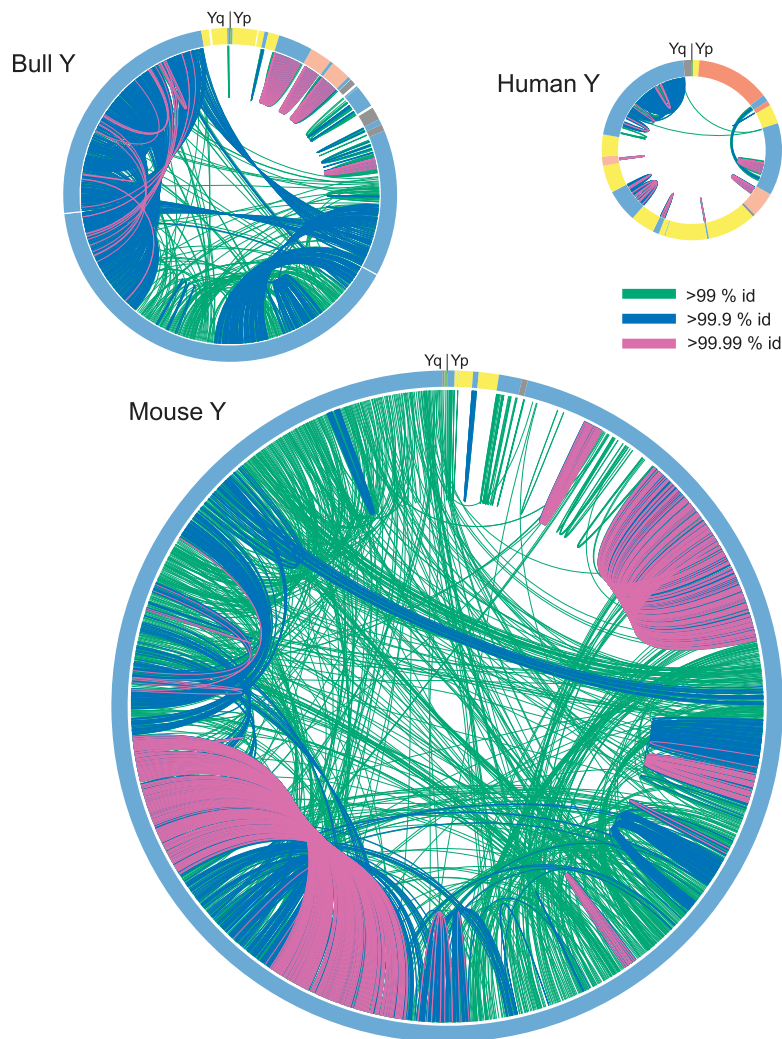 Yq Yp
Bull Y
Yq Yp
Human Y
>99 % id
>99.9 % id
>99.99 % id
Yq Yp
Mouse Y